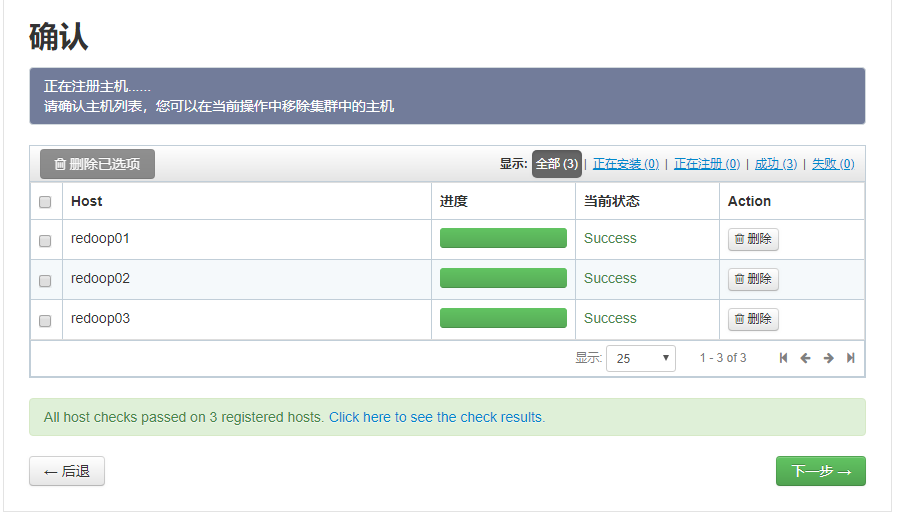 确认
正在注册主机......
请确认主机列表，您可以在当前操作中移除集群中的主机
删除已选项 显示: 全部 (3) | 正在安装 (0) | 正在注册 (0) | 成功 (3) | 失败 (0)
Host 进度 当前状态 Action
redoop01 Success 删除
redoop02 Success 删除
redoop03 Success 删除
显示: 25 1 - 3 of 3
All host checks passed on 3 registered hosts. Click here to see the check results.
← 后退 下一步 →